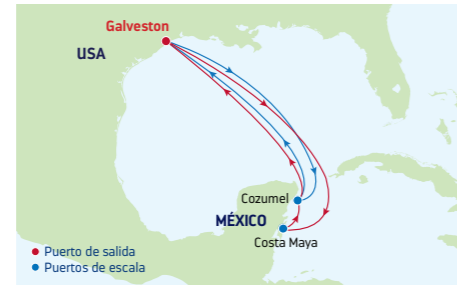 Galveston
USA
Cozumel
MÉXICO
Costa Maya
Puerto de salida
Puertos de escala